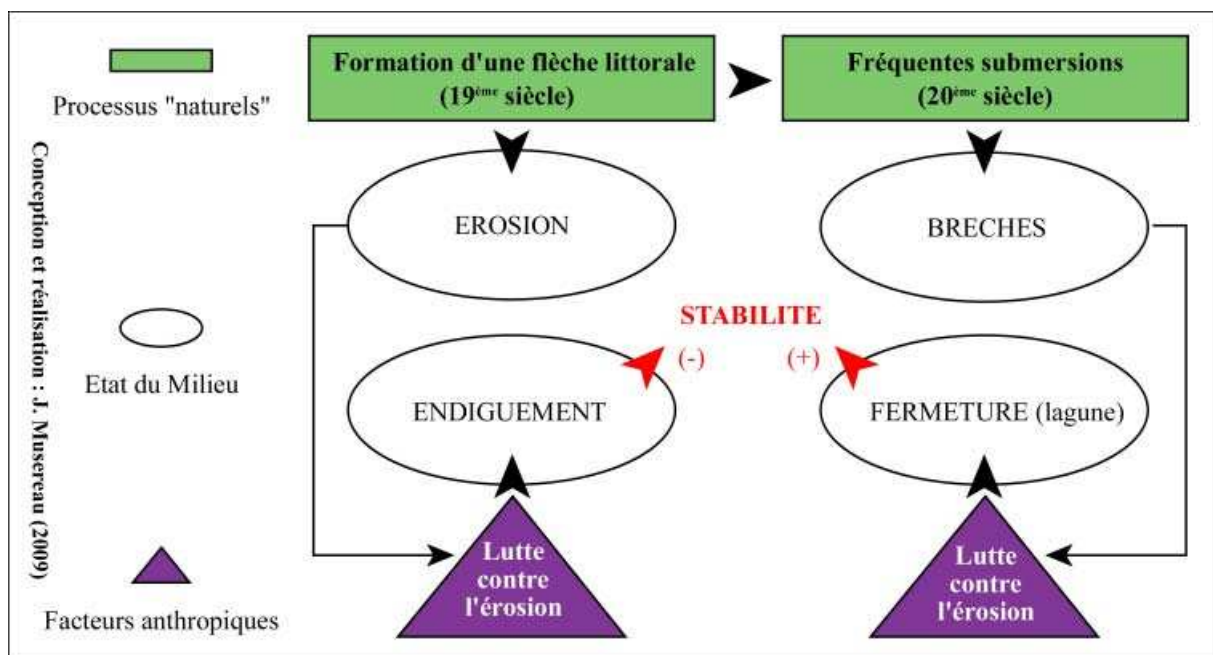 Formation d'une flèche littorale
(19ème siècle)
Fréquentes submersions
(20ème siècle)
Processus "naturels"
EROSION
BRECHES
STABILITE
(-)
(+)
Etat du Milieu
ENDIGUEMENT
FERMETURE (lagune)
Lutte
contre
l'érosion
Lutte
contre
l'érosion
Facteurs anthropiques
Conception et réalisation : J. Musereau (2009)